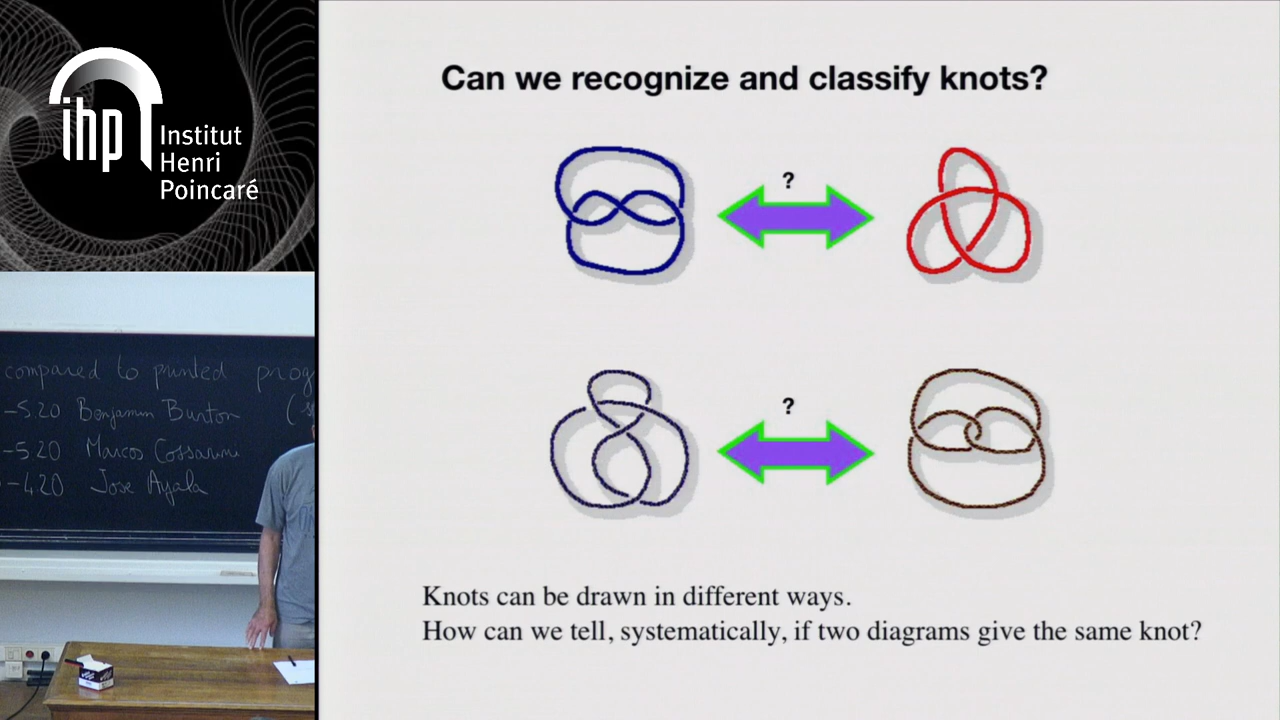 ihp Institut
Henri
Poincaré
compared to printed prog
-5.20 Benjamin Burton
-5.20 Marcos Cossarini
-4.20 Jose Ayala
Can we recognize and classify knots?
?
?
Knots can be drawn in different ways.
How can we tell, systematically, if two diagrams give the same knot?